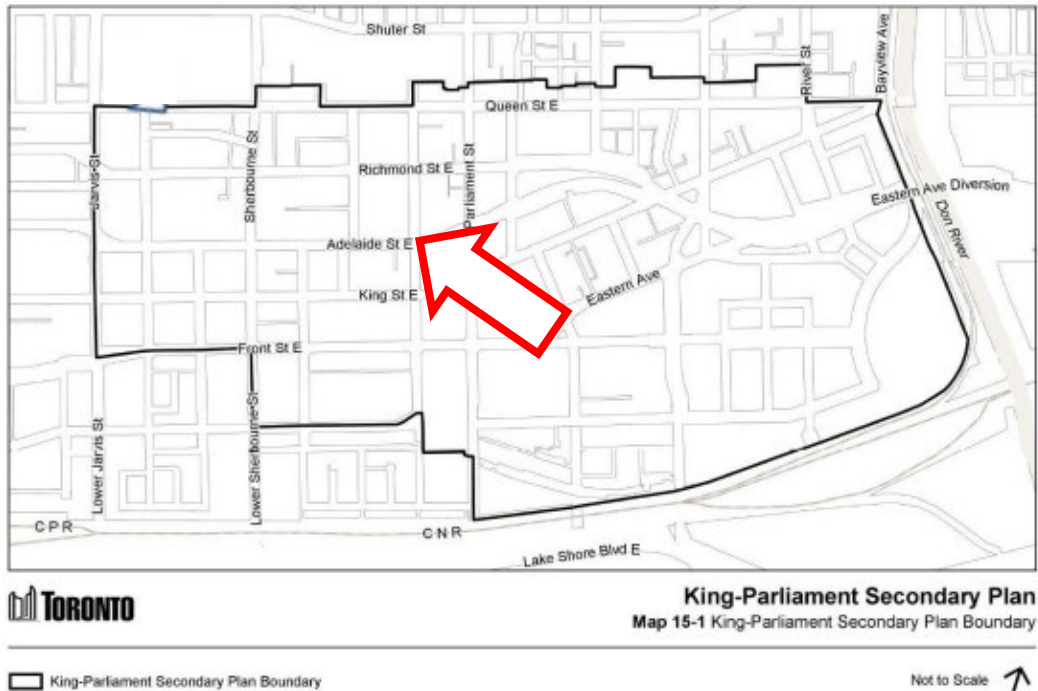 Shuter St
River St
Bayview Ave
Queen St E
Jarvis St
Sherbourne St
Richmond St E
Parliament St
Eastern Ave Diversion
Don River
Adelaide St E
King St E
Eastern Ave
Front St E
Lower Jarvis St
Lower Sherbourne St
CPR
CNR
Lake Shore Blvd E
TORONTO
King-Parliament Secondary Plan
Map 15-1 King-Parliament Secondary Plan Boundary
King-Parliament Secondary Plan Boundary
Not to Scale